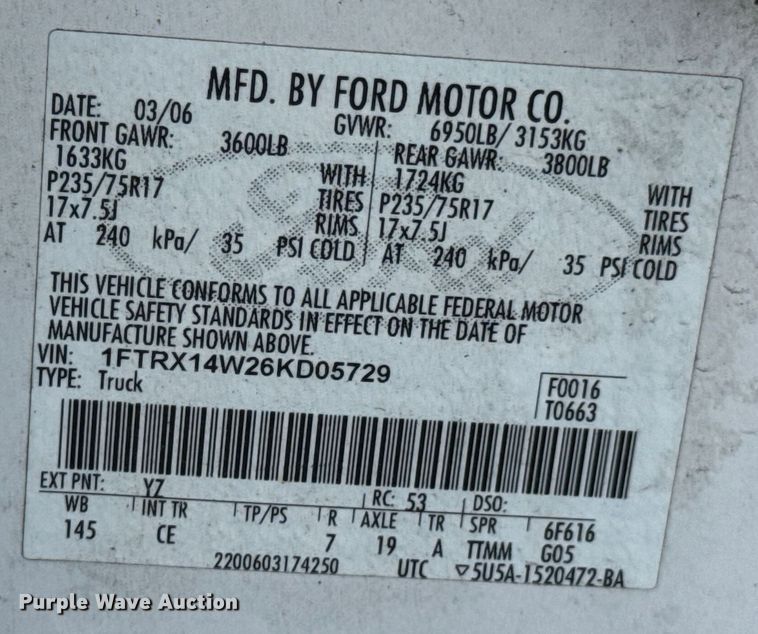 MFD. BY FORD MOTOR CO.
DATE: 03/06 GVWR: 6950LB/ 3153KG
FRONT GAWR: 3600LB REAR GAWR: 3800LB
1633KG WITH 1724KG WITH
P235/75R17 TIRES P235/75R17 TIRES
17x7.5J RIMS 17x7.5J RIMS
AT 240 kPa/ 35 PSI COLD AT 240 kPa/ 35 PSI COLD
THIS VEHICLE CONFORMS TO ALL APPLICABLE FEDERAL MOTOR
VEHICLE SAFETY STANDARDS IN EFFECT ON THE DATE OF
MANUFACTURE SHOWN ABOVE.
VIN: 1FTRX14W26KD05729
TYPE: Truck F0016
T0663
EXT PNT: YZ RC: 53 DSO:
WB INT TR TP/PS R AXLE TR SPR 6F616
145 CE 7 19 A TTMM G05
2200603174250 UTC ▽5U5A-1520472-BA
Purple Wave Auction